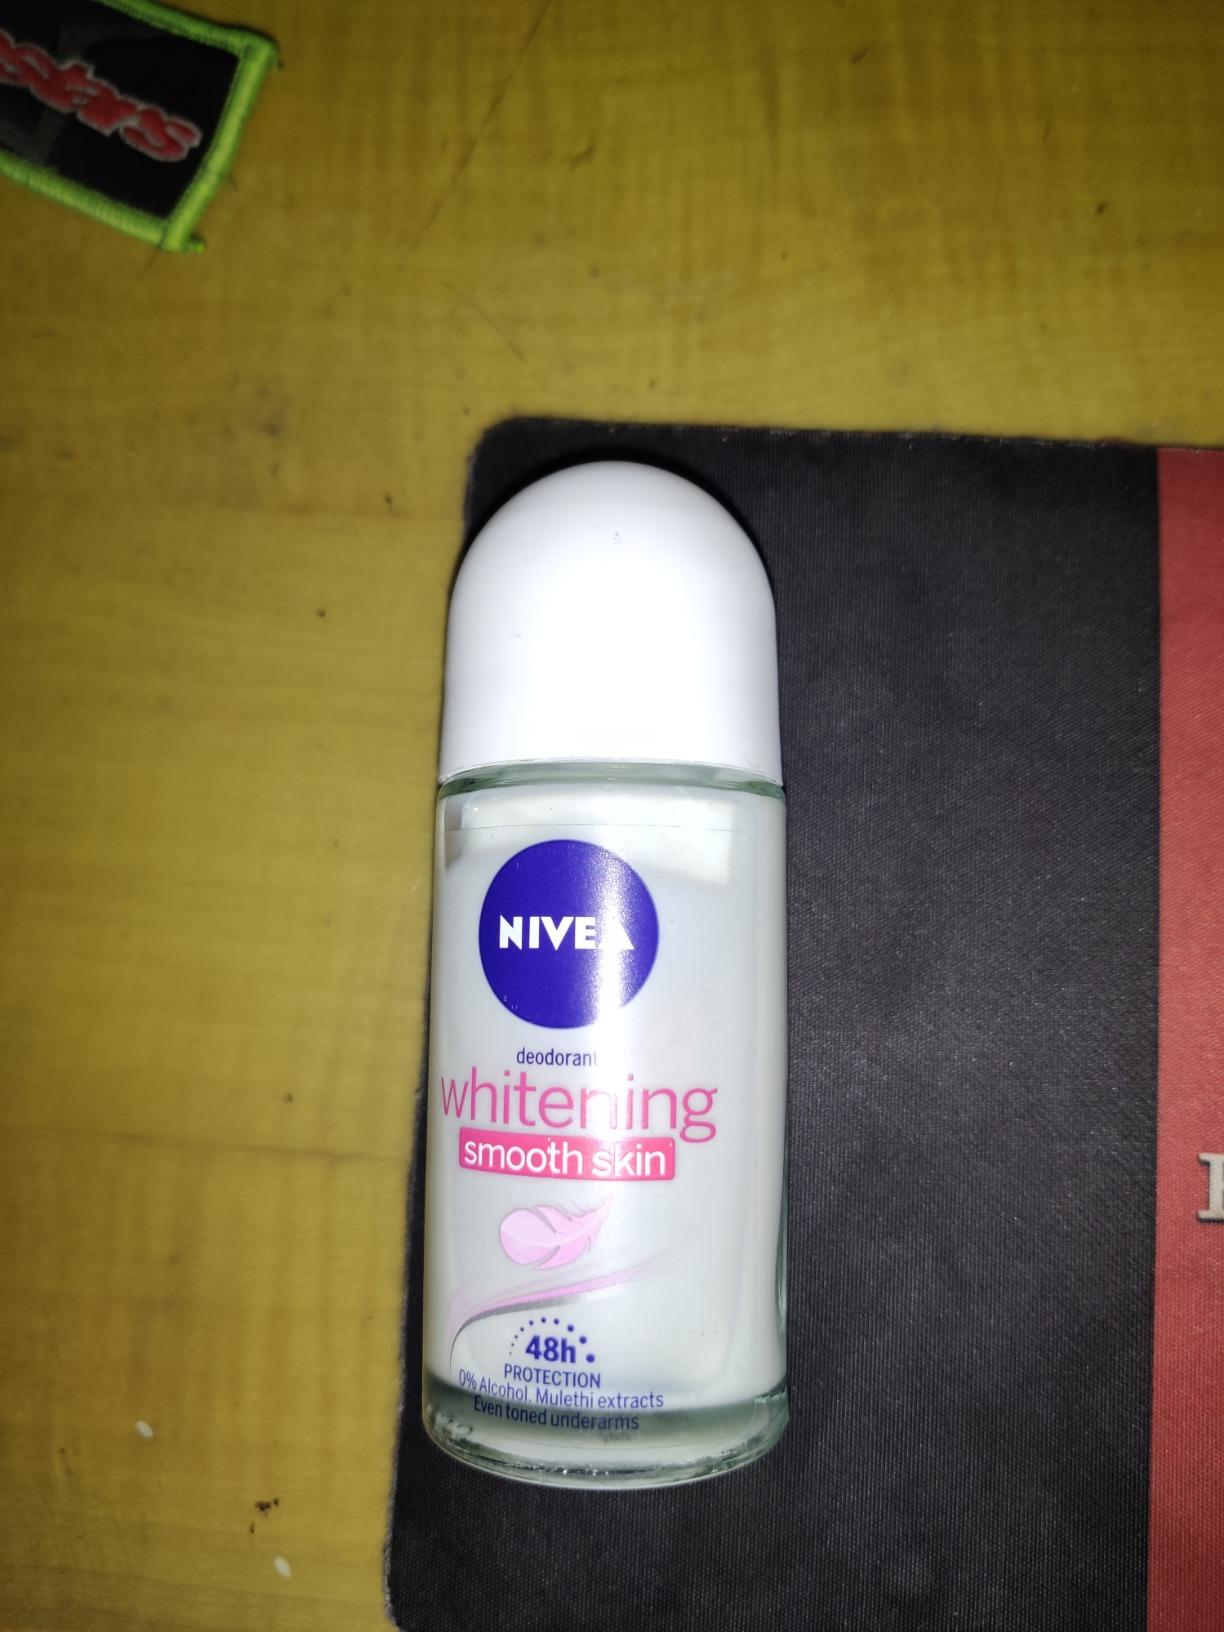 NIVEA
deodorant
whitening
smooth skin
48h
PROTECTION
0% Alcohol. Mulethi extracts
Even toned underarms